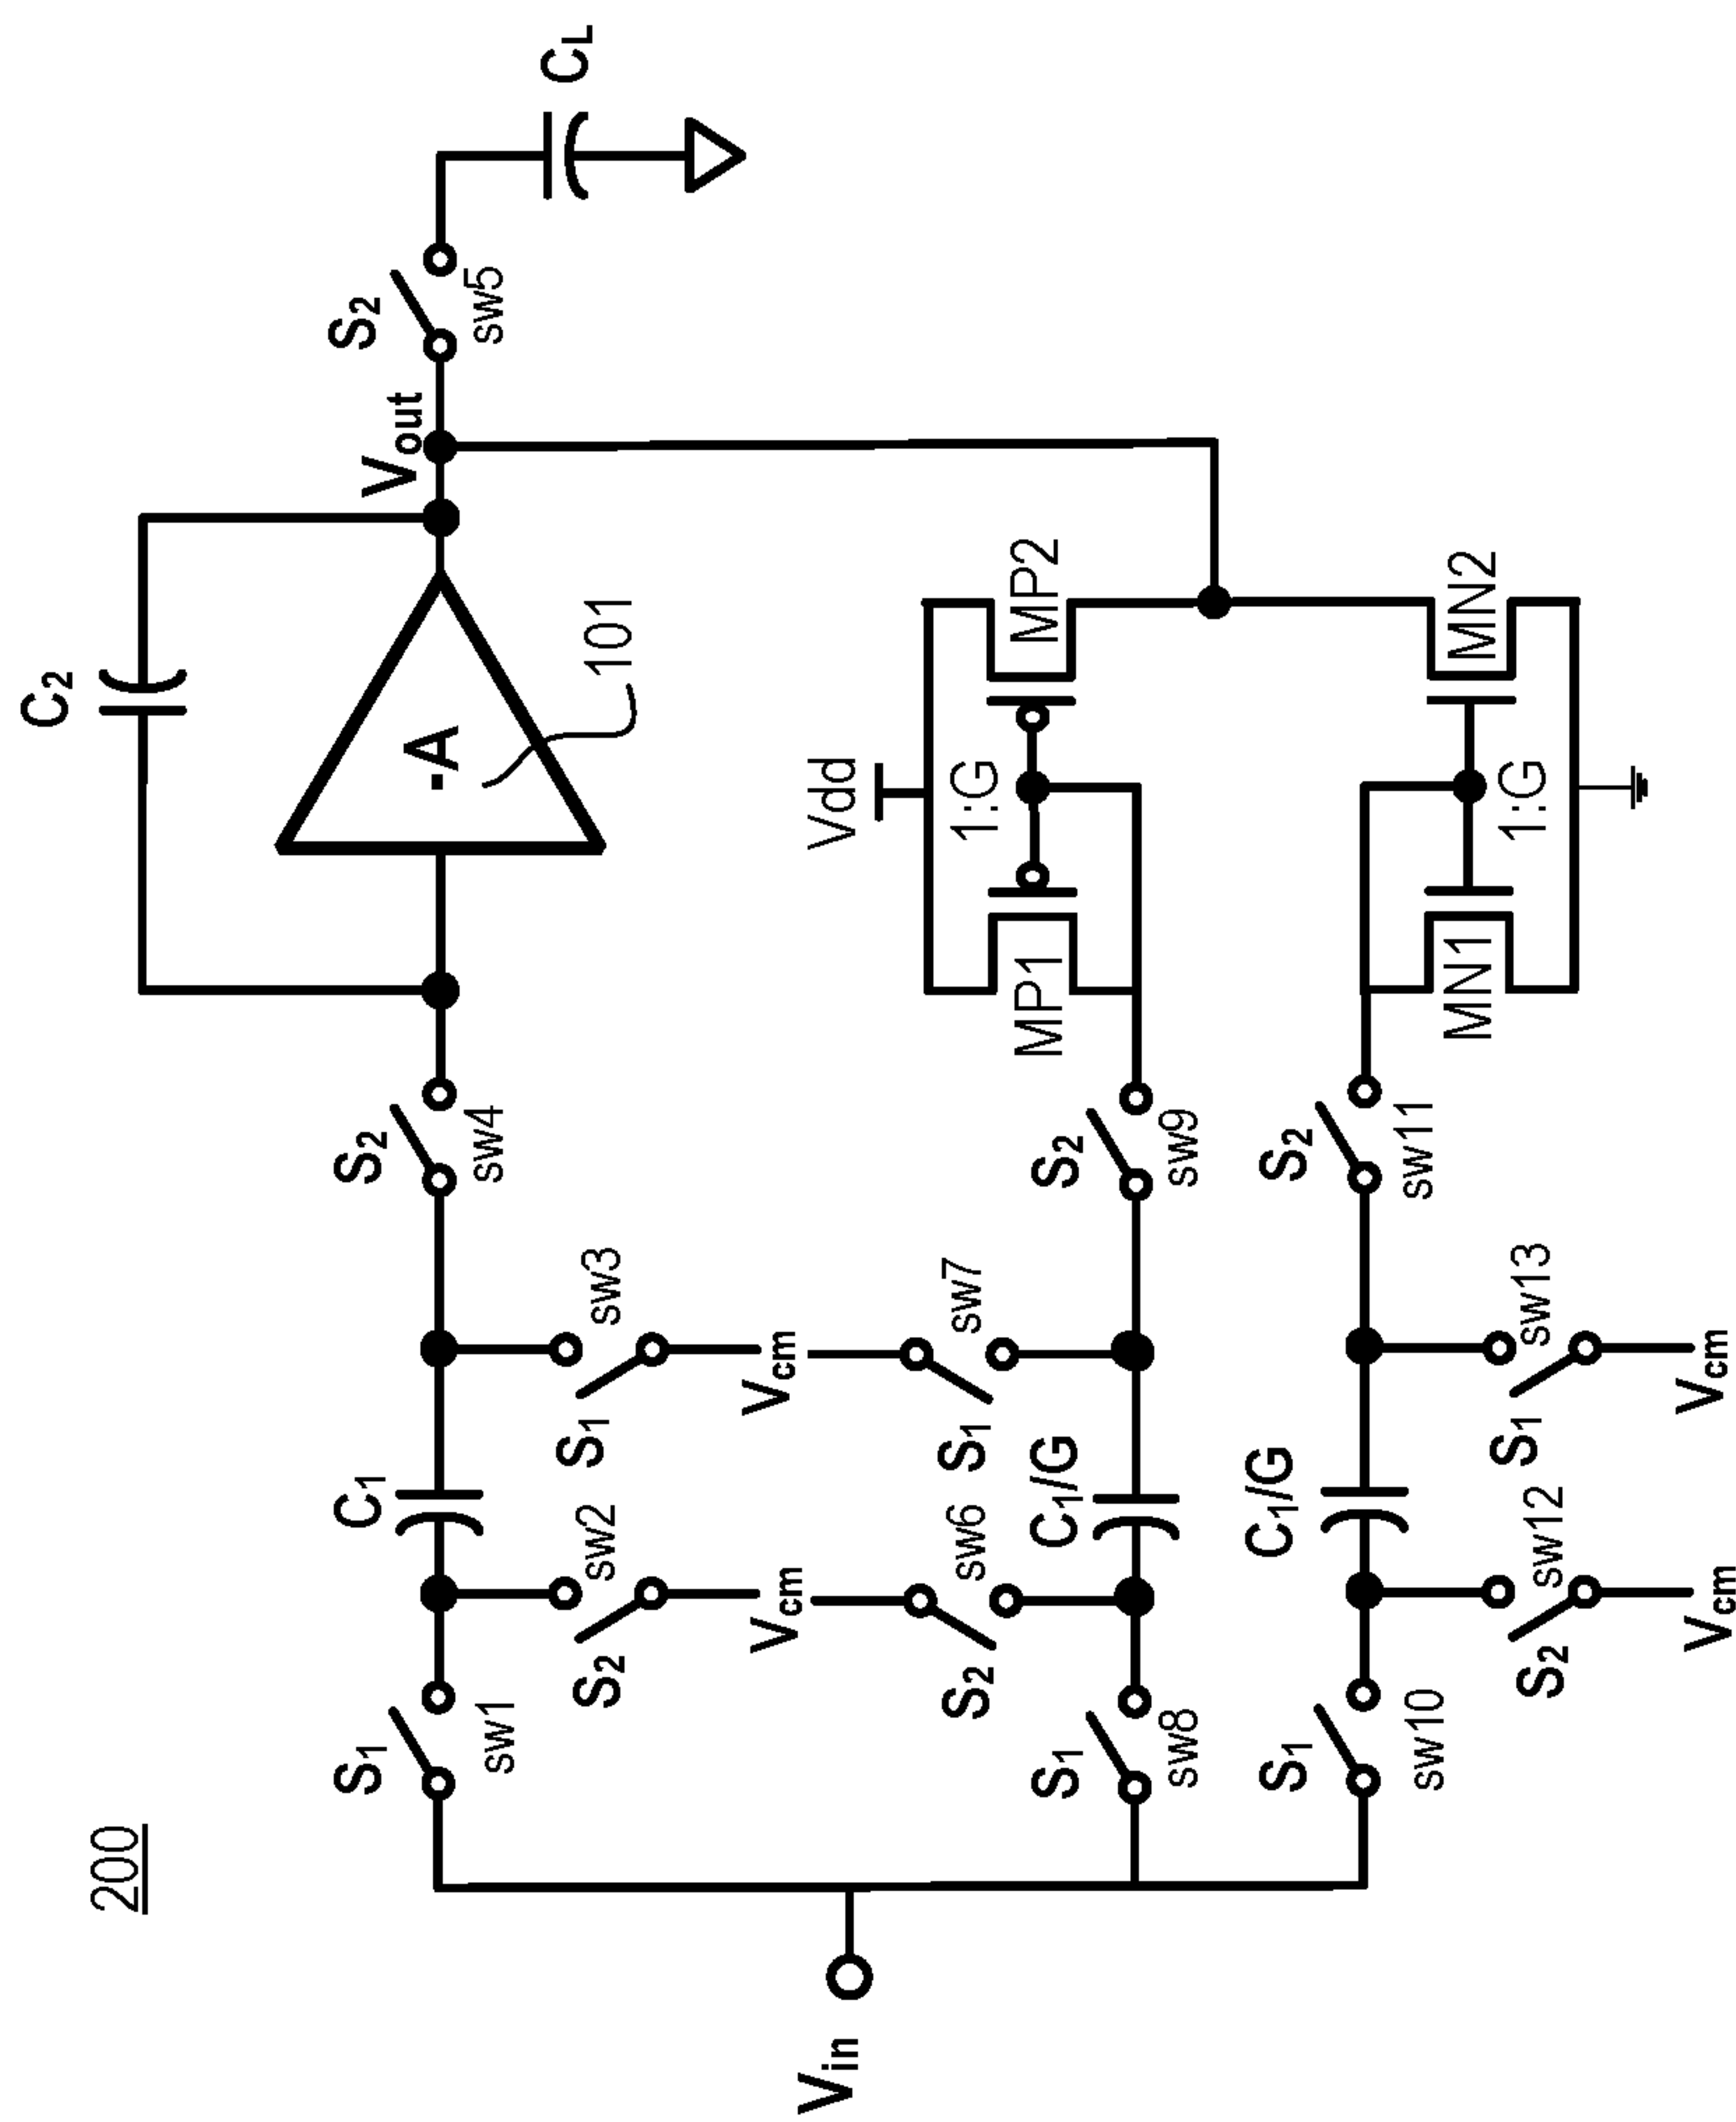 200
Vin
S1
sw1
C1
S2
sw2
Vcm
S1
sw3
Vcm
S2
sw4
C2
-A
101
Vout
S2
sw5
CL
S1
sw8
S2
sw6
C1/G
S1
sw7
S2
sw9
Vdd
MP1
1:G
MP2
S1
sw10
C1/G
S2
sw12
Vcm
S1
sw13
Vcm
S2
sw11
MN1
1:G
MN2